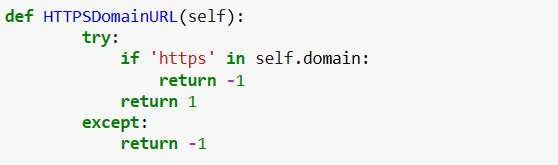 def HTTPSDomainURL(self):
        try:
            if 'https' in self.domain:
                return -1
            return 1
        except:
            return -1